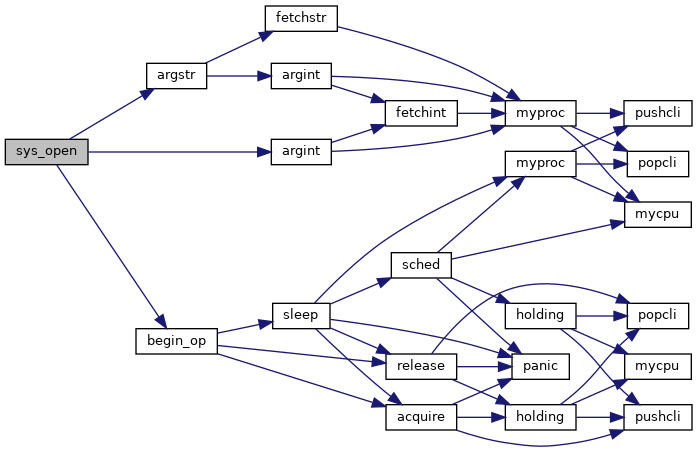 fetchstr
argstr
argint
fetchint
myproc
pushcli
sys_open
argint
myproc
popcli
mycpu
sched
sleep
holding
popcli
begin_op
release
panic
mycpu
acquire
holding
pushcli